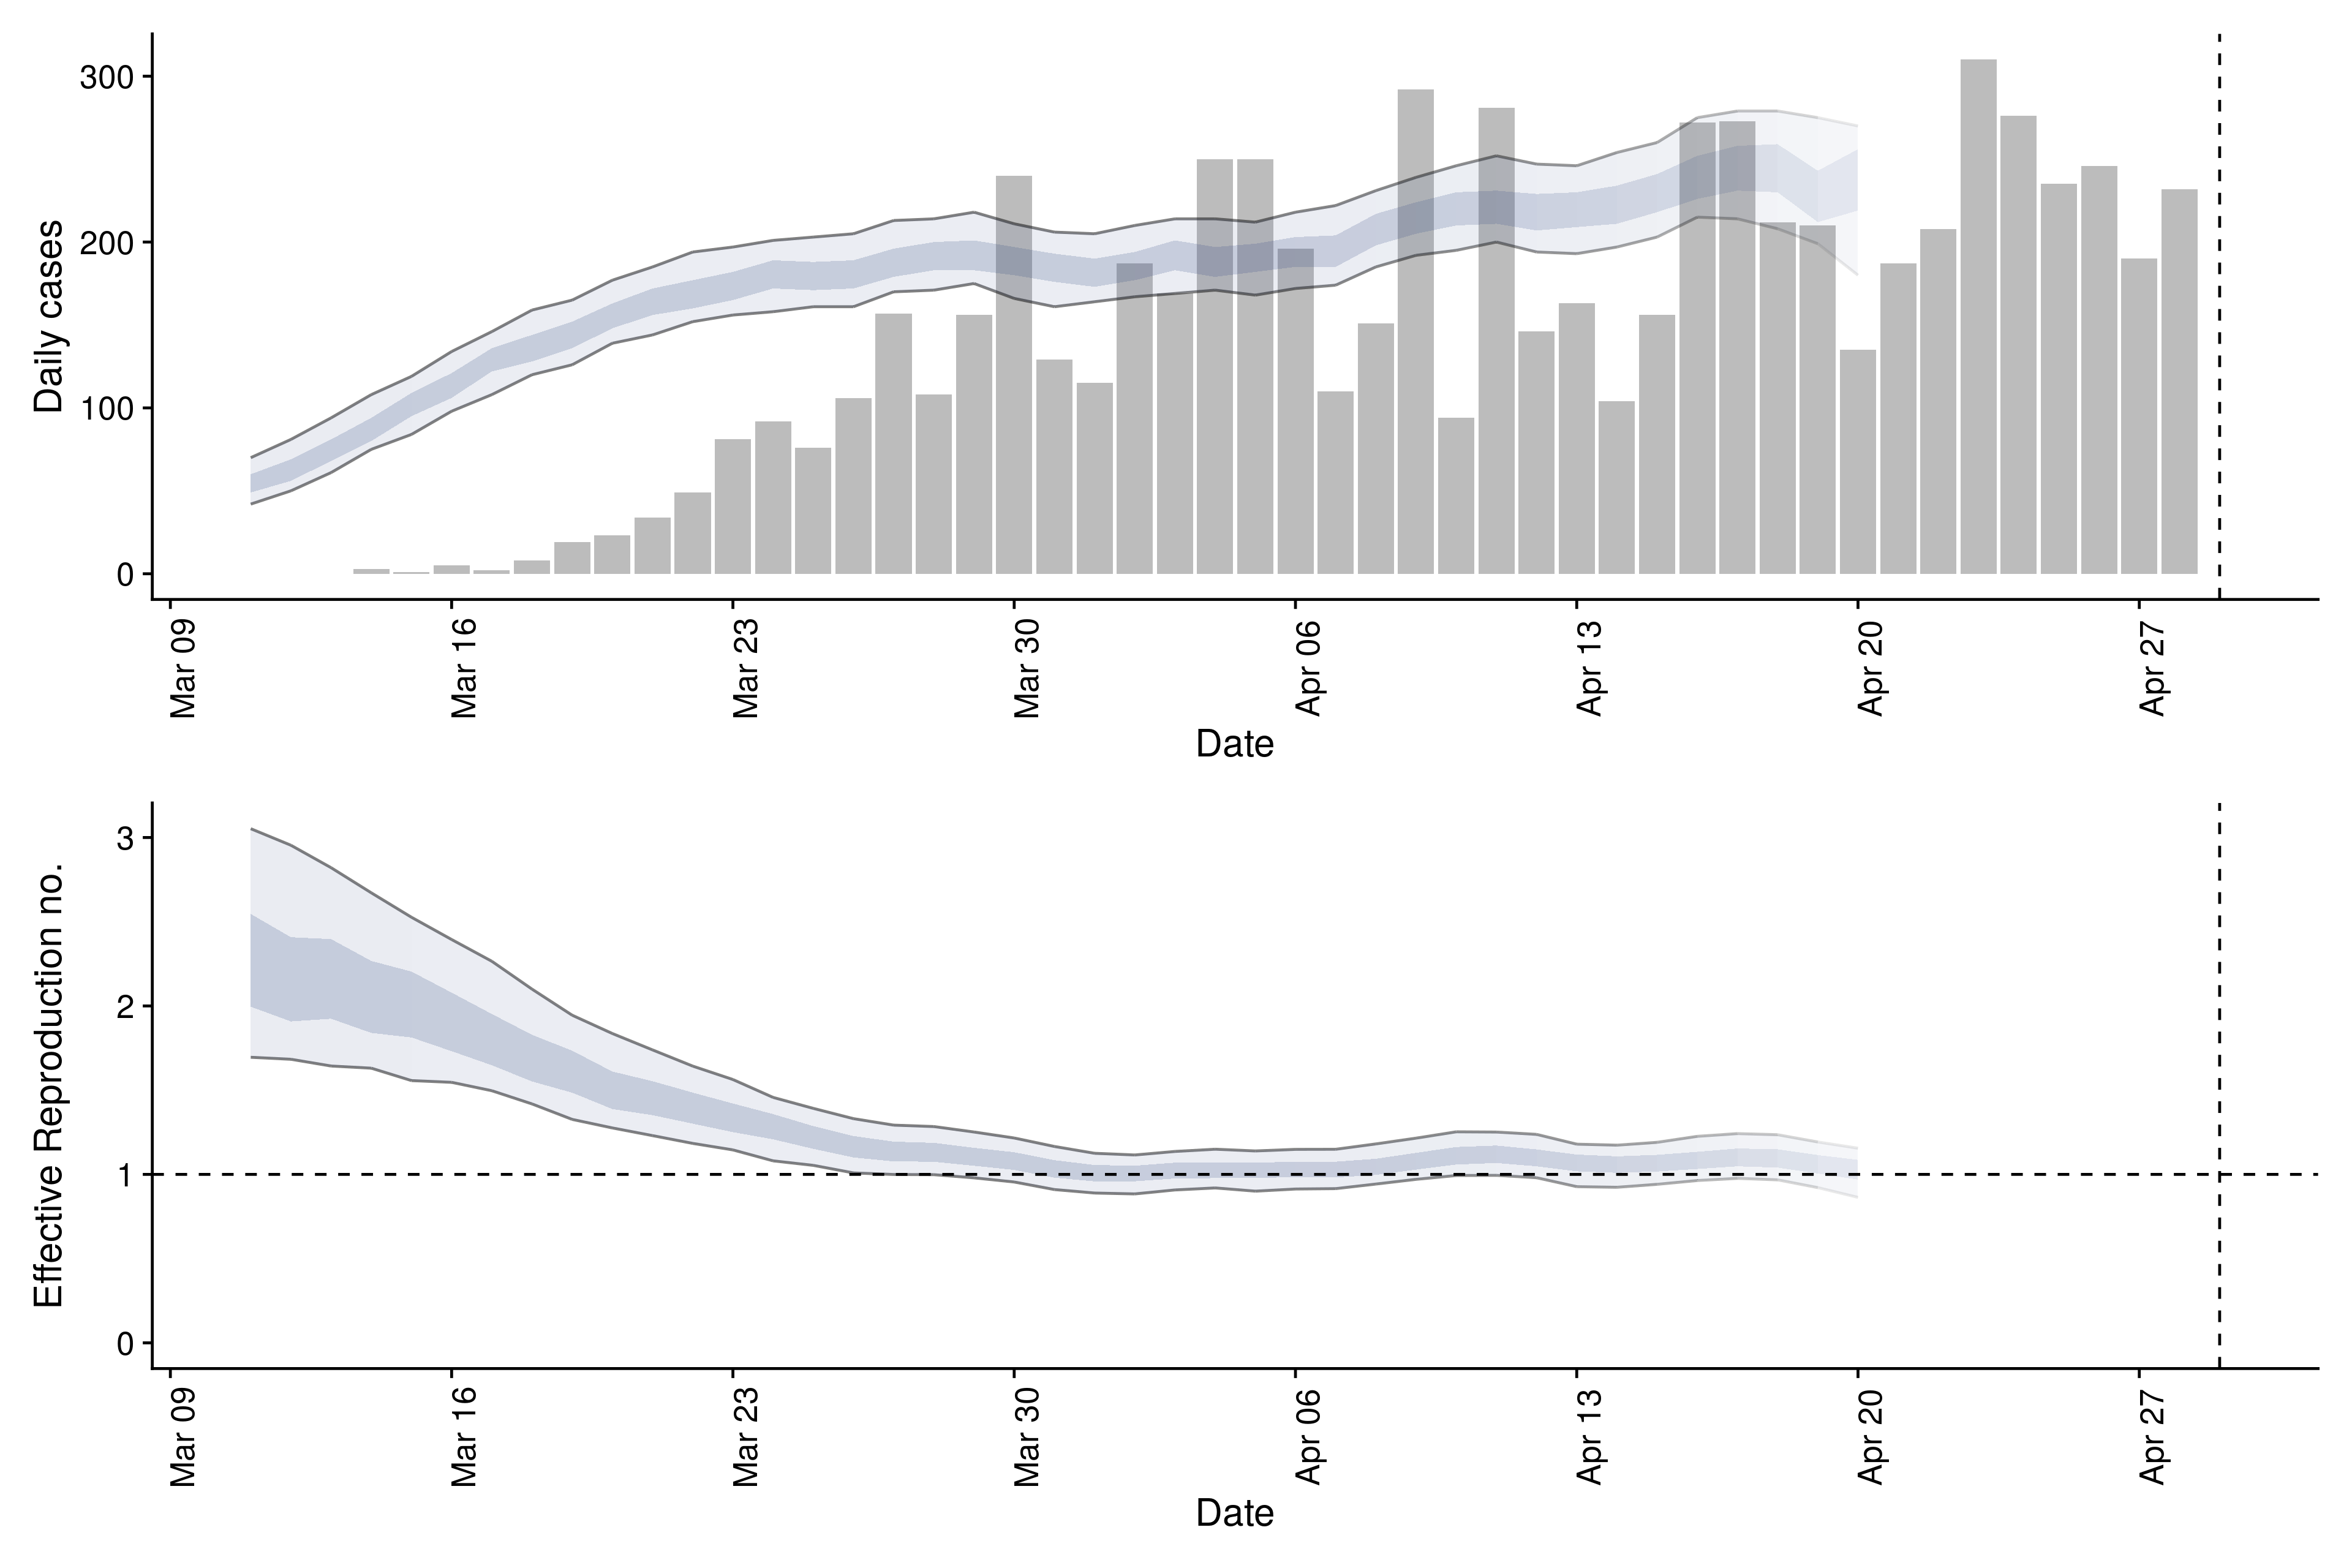 Daily cases
300
200
100
0
Mar 09
Mar 16
Mar 23
Mar 30
Apr 06
Apr 13
Apr 20
Apr 27
Date
Effective Reproduction no.
3
2
1
0
Mar 09
Mar 16
Mar 23
Mar 30
Apr 06
Apr 13
Apr 20
Apr 27
Date